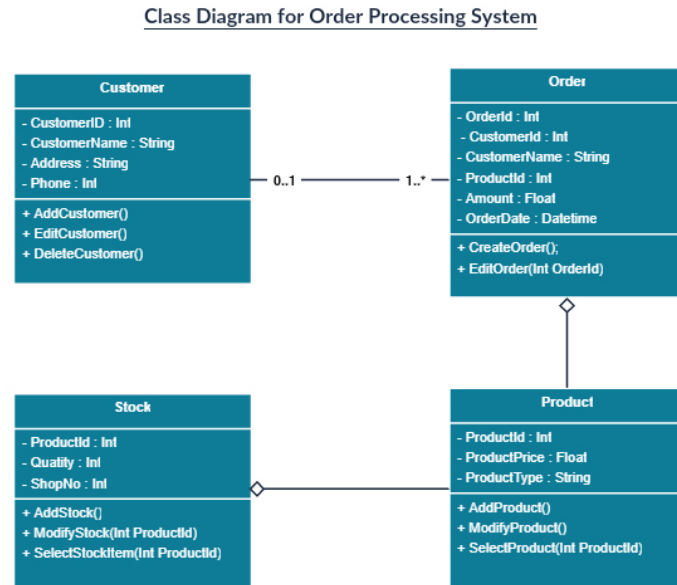 Class Diagram for Order Processing System
Customer
- CustomerID : Int
- CustomerName : String
- Address : String
- Phone : Int
+ AddCustomer()
+ EditCustomer()
+ DeleteCustomer()
0..1
1..*
Order
- OrderId : Int
- CustomerId : Int
- CustomerName : String
- ProductId : Int
- Amount : Float
- OrderDate : Datetime
+ CreateOrder();
+ EditOrder(Int OrderId)
Stock
- ProductId : Int
- Quatity : Int
- ShopNo : Int
+ AddStock()
+ ModifyStock(Int ProductId)
+ SelectStockItem(Int ProductId)
Product
- ProductId : Int
- ProductPrice : Float
- ProductType : String
+ AddProduct()
+ ModifyProduct()
+ SelectProduct(Int ProductId)